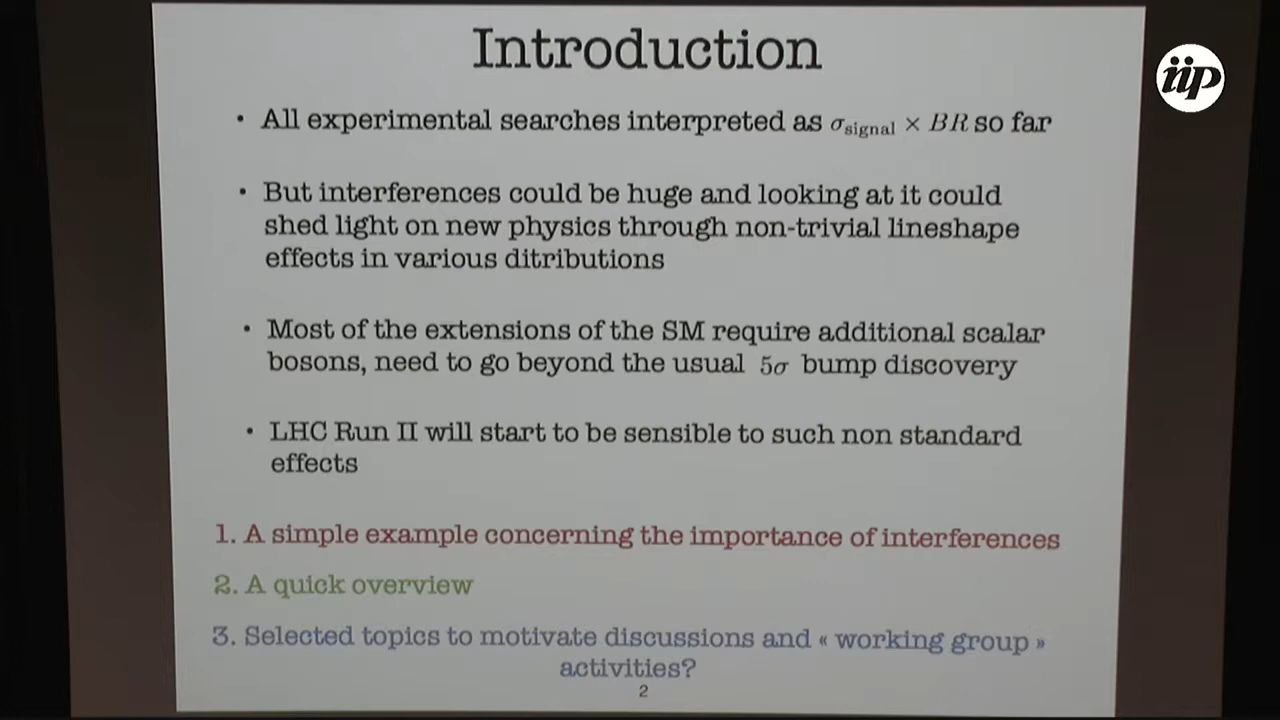 Introduction
iip
• All experimental searches interpreted as σ_signal × BR so far
• But interferences could be huge and looking at it could
shed light on new physics through non-trivial lineshape
effects in various ditributions
• Most of the extensions of the SM require additional scalar
bosons, need to go beyond the usual 5σ bump discovery
• LHC Run II will start to be sensible to such non standard
effects
1. A simple example concerning the importance of interferences
2. A quick overview
3. Selected topics to motivate discussions and « working group »
activities?
2